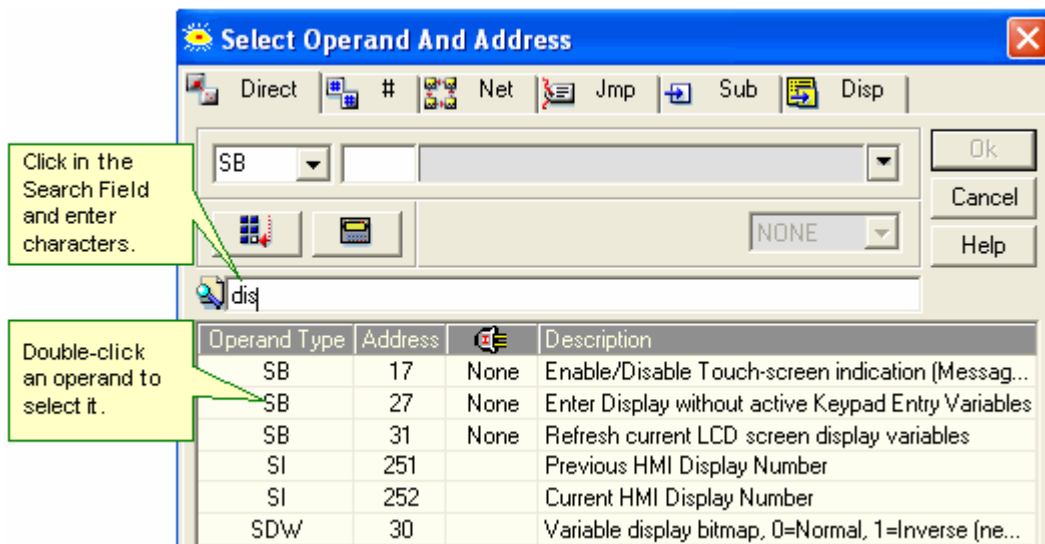 Select Operand And Address
Direct # Net Jmp Sub Disp
SB
Ok
Cancel
Help
NONE
Click in the
Search Field
and enter
characters.
dis
Double-click
an operand to
select it.
Operand Type Address Description
SB 17 None Enable/Disable Touch-screen indication (Messag...
SB 27 None Enter Display without active Keypad Entry Variables
SB 31 None Refresh current LCD screen display variables
SI 251 Previous HMI Display Number
SI 252 Current HMI Display Number
SDW 30 Variable display bitmap, 0=Normal, 1=Inverse (ne...